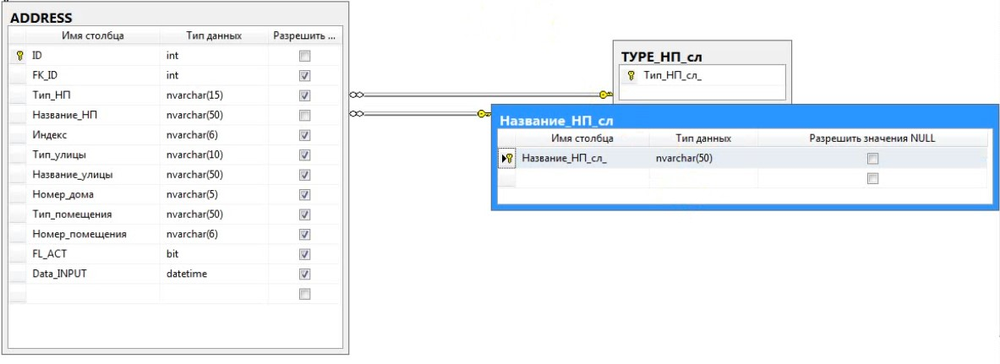 ADDRESS
Имя столбца Тип данных Разрешить ...
ID int
FK_ID int
Тип_НП nvarchar(15)
Название_НП nvarchar(50)
Индекс nvarchar(6)
Тип_улицы nvarchar(10)
Название_улицы nvarchar(50)
Номер_дома nvarchar(5)
Тип_помещения nvarchar(50)
Номер_помещения nvarchar(6)
FL_ACT bit
Data_INPUT datetime
TYPE_НП_сл
Тип_НП_сл_
Название_НП_сл
Имя столбца Тип данных Разрешить значения NULL
Название_НП_сл_ nvarchar(50)